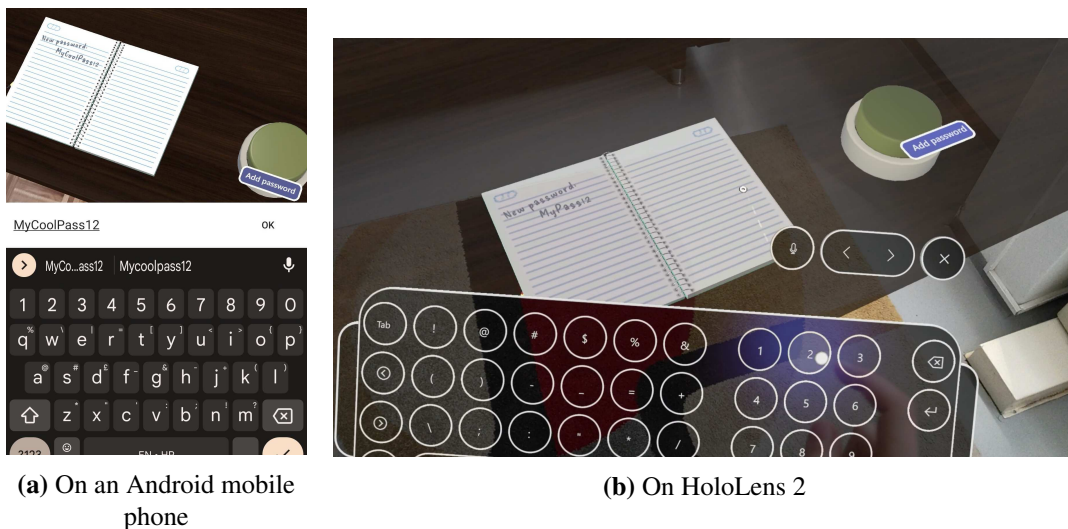 New password:
MyCoolPass12
Add password
MyCoolPass12 OK
MyCo...ass12 Mycoolpass12
1 2 3 4 5 6 7 8 9 0
q w e r t y u i o p
% \ | = [ ] < > { }
a s d f g h j k l
@ # £ _ & - + ( )
z x c v b n m
* " ' : ; ! ?
?123 EN • HR
New password:
MyPass12
Add password
Tab ! @ # $ % & 1 2 3
( ) - _ = + 4 5 6
\ ; : " * / 7 8 9
(a) On an Android mobile
phone
(b) On HoloLens 2